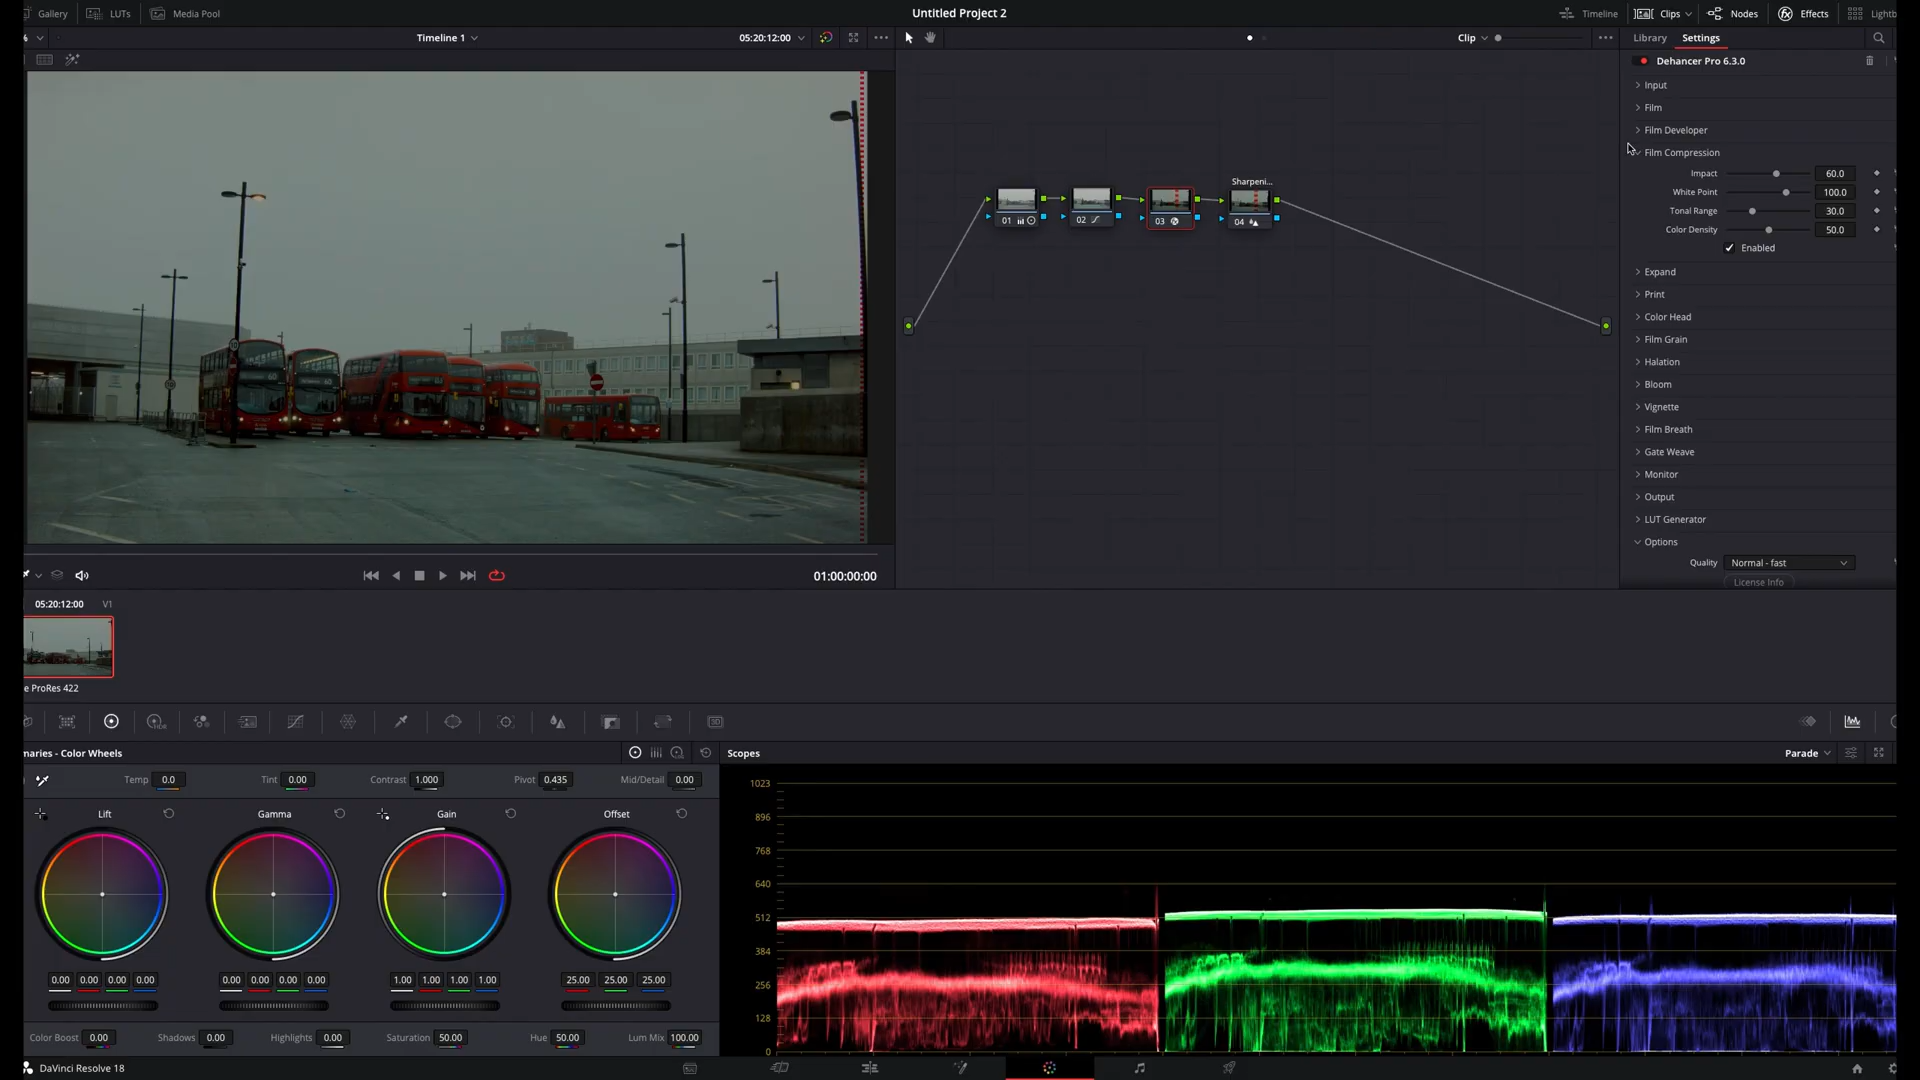 Gallery LUTs Media Pool Untitled Project 2 Timeline Clips Nodes Effects
% Timeline 1 05:20:12:00 Clip Library Settings
Dehancer Pro 6.3.0
Input
Film
Film Developer
Film Compression
Impact 60.0
White Point 100.0
Tonal Range 30.0
Color Density 50.0
Enabled
Expand
Print
Color Head
Film Grain
Halation
Bloom
Vignette
Film Breath
Gate Weave
Monitor
Output
LUT Generator
Options
Quality Normal - fast
License Info
Sharpeni...
01 02 03 04
01:00:00:00
05:20:12:00 V1
e ProRes 422
maries - Color Wheels Scopes Parade
Temp 0.0 Tint 0.00 Contrast 1.000 Pivot 0.435 Mid/Detail 0.00
Lift Gamma Gain Offset
0.00 0.00 0.00 0.00 0.00 0.00 0.00 0.00 1.00 1.00 1.00 1.00 25.00 25.00 25.00
Color Boost 0.00 Shadows 0.00 Highlights 0.00 Saturation 50.00 Hue 50.00 Lum Mix 100.00
1023
896
768
640
512
384
256
128
0
DaVinci Resolve 18